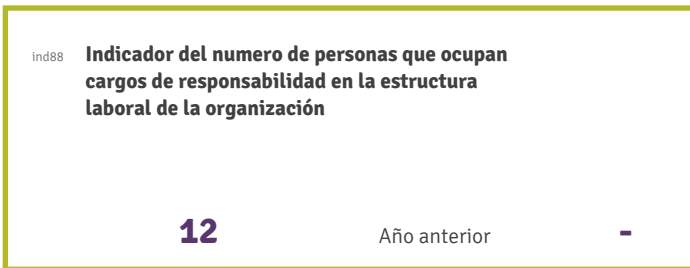 ind88 Indicador del numero de personas que ocupan
cargos de responsabilidad en la estructura
laboral de la organización
12 Año anterior -